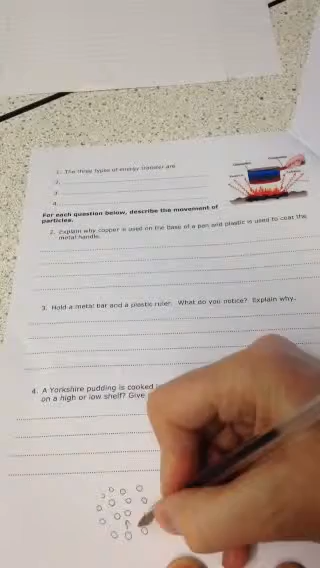 1. The three types of energy transfer are
2.
3.
4.
For each question below, describe the movement of
particles.
2. Explain why copper is used on the base of a pan and plastic is used to coat the
metal handle.
3. Hold a metal bar and a plastic ruler. What do you notice? Explain why.
4. A Yorkshire pudding is cooked
on a high or low shelf? Give